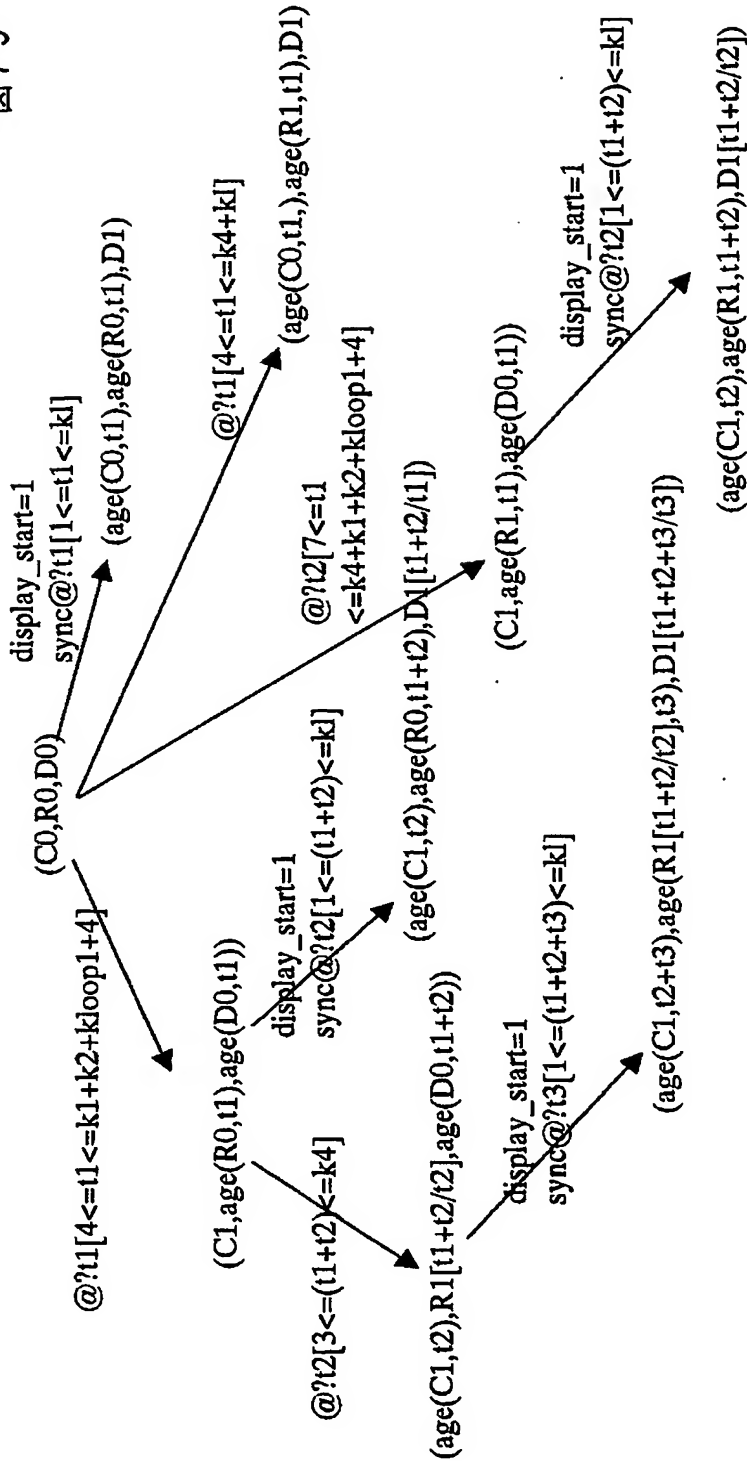 図 7 9
display_start=1
sync@?t1[1<=t1<=kl]
(C0,R0,D0)
(age(C0,t1),age(R0,t1),D1)
@?t1[4<=t1<=k4+kl]
(age(C0,t1,),age(R1,t1),D1)
@?t1[4<=t1<=k1+k2+kloop1+4]
@?t2[7<=t1
<=k4+k1+k2+kloop1+4]
(C1,age(R0,t1),age(D0,t1))
display_start=1
sync@?t2[1<=(t1+t2)<=kl]
(age(C1,t2),age(R0,t1+t2),D1[t1+t2/t1])
(C1,age(R1,t1),age(D0,t1))
display_start=1
sync@?t2[1<=(t1+t2)<=kl]
@?t2[3<=(t1+t2)<=k4]
(age(C1,t2),R1[t1+t2/t2],age(D0,t1+t2))
display_start=1
sync@?t3[1<=(t1+t2+t3)<=kl]
(age(C1,t2+t3),age(R1[t1+t2/t2],t3),D1[t1+t2+t3/t3])
(age(C1,t2),age(R1,t1+t2),D1[t1+t2/t2])